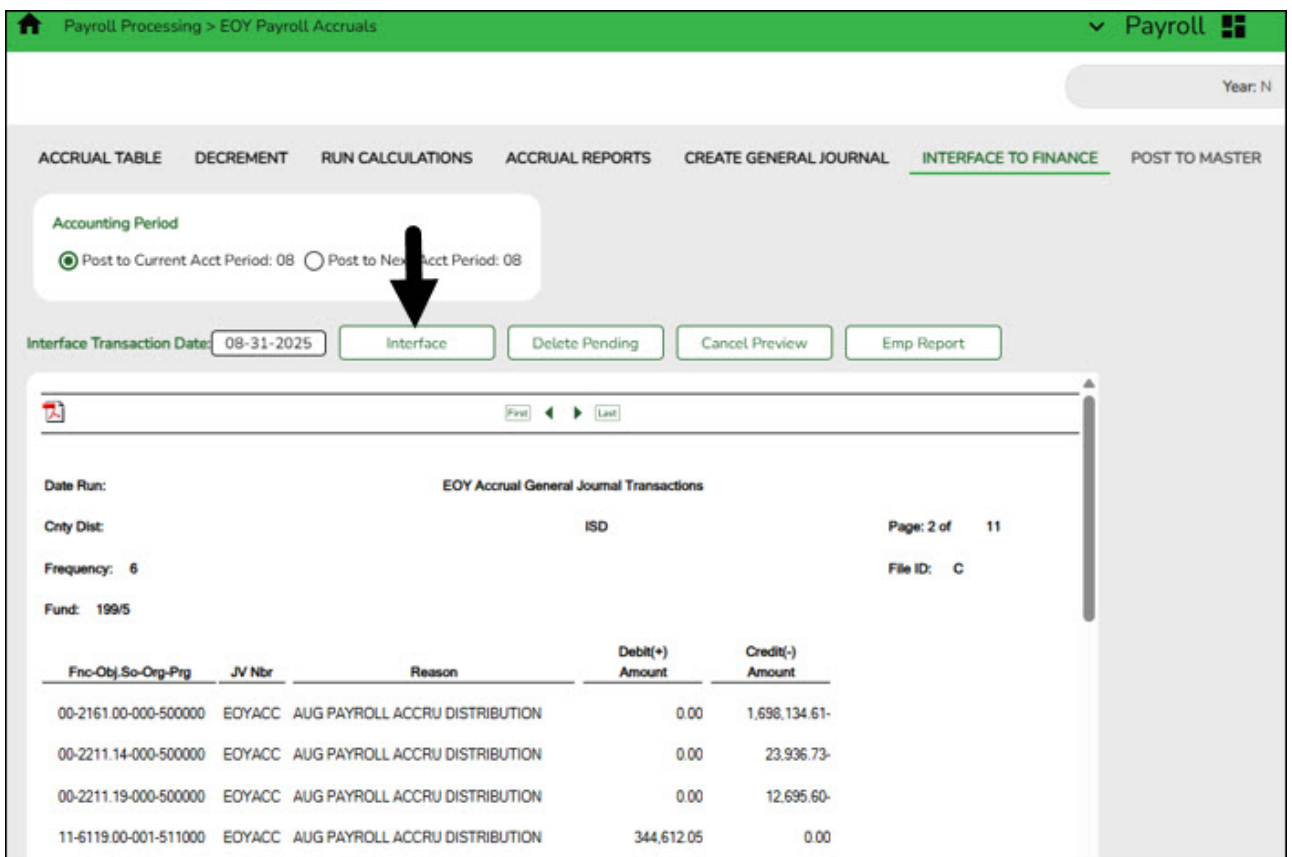 Payroll Processing > EOY Payroll Accruals
Payroll
Year: N
ACCRUAL TABLE DECREMENT RUN CALCULATIONS ACCRUAL REPORTS CREATE GENERAL JOURNAL INTERFACE TO FINANCE POST TO MASTER
Accounting Period
Post to Current Acct Period: 08 Post to Next Acct Period: 08
Interface Transaction Date: 08-31-2025 Interface Delete Pending Cancel Preview Emp Report
First Last
Date Run: EOY Accrual General Journal Transactions
Cnty Dist: ISD Page: 2 of 11
Frequency: 6 File ID: C
Fund: 199/5
Debit(+) Credit(-)
Fnc-Obj.So-Org-Prg JV Nbr Reason Amount Amount
00-2161.00-000-500000 EOYACC AUG PAYROLL ACCRU DISTRIBUTION 0.00 1,698,134.61-
00-2211.14-000-500000 EOYACC AUG PAYROLL ACCRU DISTRIBUTION 0.00 23,936.73-
00-2211.19-000-500000 EOYACC AUG PAYROLL ACCRU DISTRIBUTION 0.00 12,695.60-
11-6119.00-001-511000 EOYACC AUG PAYROLL ACCRU DISTRIBUTION 344,612.05 0.00